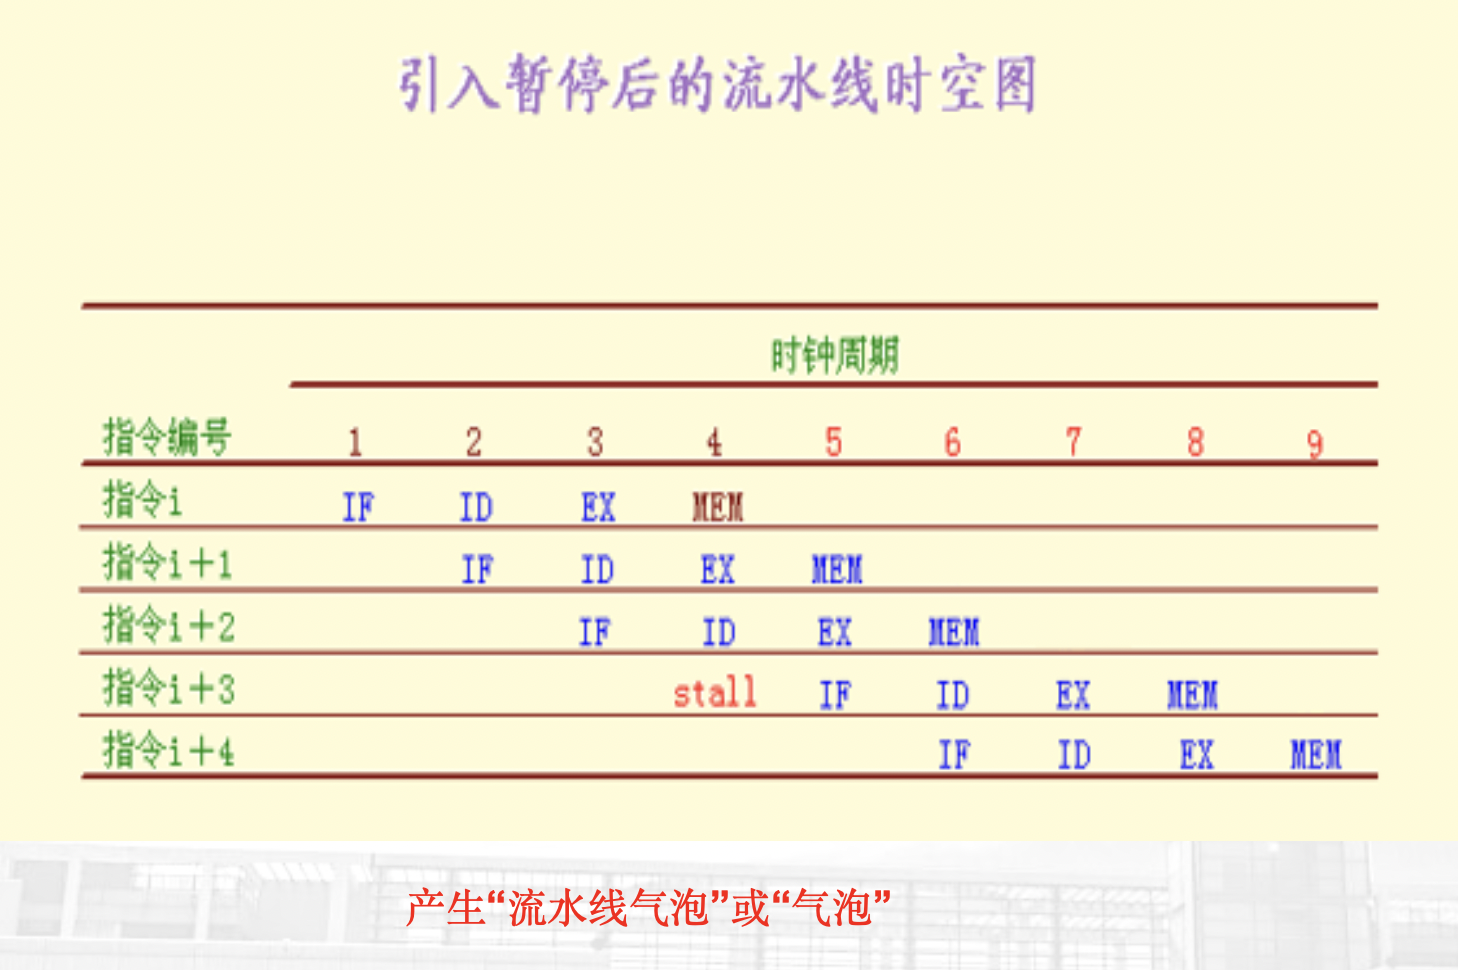 引入暂停后的流水线时空图
时钟周期
指令编号 1 2 3 4 5 6 7 8 9
指令i IF ID EX MEM
指令i+1 IF ID EX MEM
指令i+2 IF ID EX MEM
指令i+3 stall IF ID EX MEM
指令i+4 IF ID EX MEM
产生“流水线气泡”或“气泡”